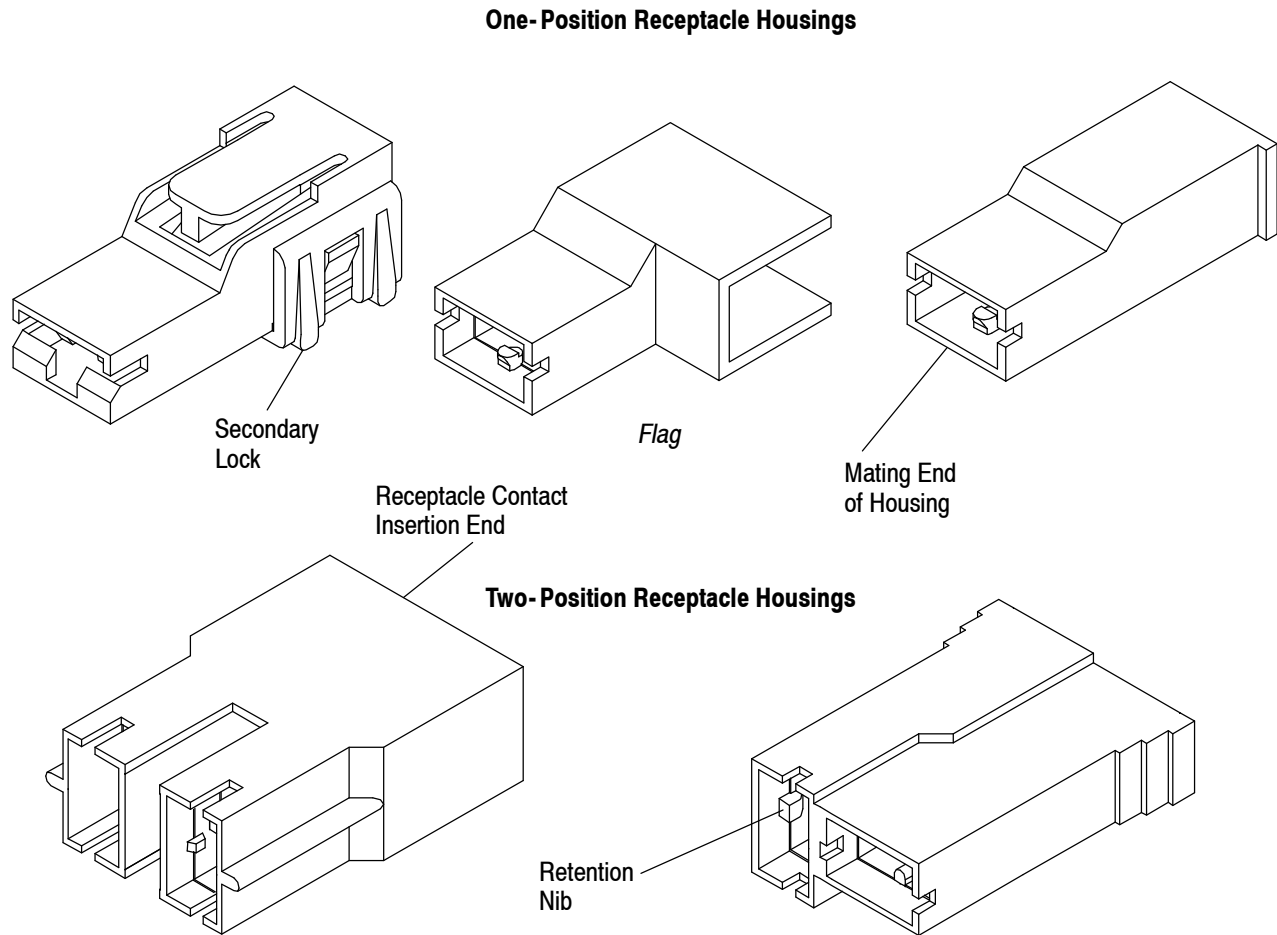 One-Position Receptacle Housings
Secondary
Lock
Flag
Mating End
of Housing
Receptacle Contact
Insertion End
Two-Position Receptacle Housings
Retention
Nib